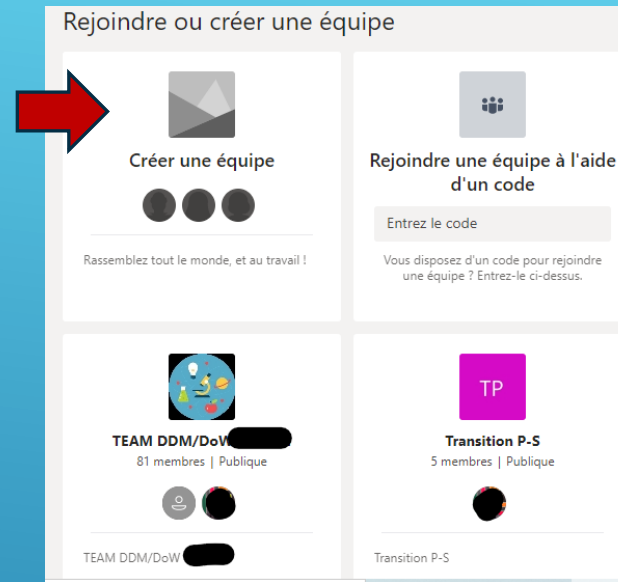 Rejoindre ou créer une équipe
Créer une équipe
Rassemblez tout le monde, et au travail !
Rejoindre une équipe à l'aide
d'un code
Entrez le code
Vous disposez d'un code pour rejoindre
une équipe ? Entrez-le ci-dessus.
TEAM DDM/DoW
81 membres | Publique
TEAM DDM/DoW
TP
Transition P-S
5 membres | Publique
Transition P-S